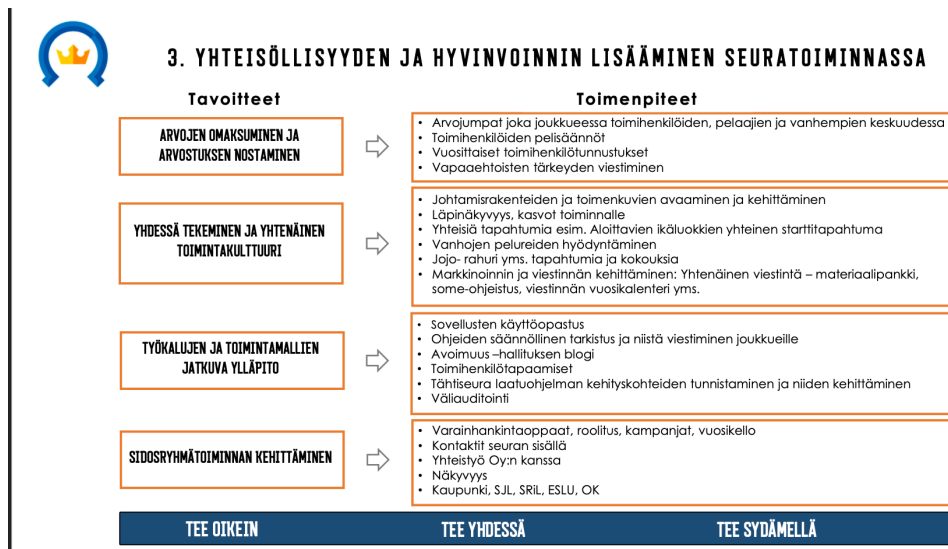 3. YHTEISÖLLISYYDEN JA HYVINVOINNIN LISÄÄMINEN SEURATOIMINNASSA
Tavoitteet
Toimenpiteet
ARVOJEN OMAKSUMINEN JA
ARVOSTUKSEN NOSTAMINEN
• Arvojumpat joka joukkueessa toimihenkilöiden, pelaajien ja vanhempien keskuudessa
• Toimihenkilöiden pelisäännöt
• Vuosittaiset toimihenkilötunnustukset
• Vapaaehtoisten tärkeyden viestiminen
YHDESSÄ TEKEMINEN JA YHTENÄINEN
TOIMINTAKULTTUURI
• Johtamisrakenteiden ja toimenkuvien avaaminen ja kehittäminen
• Läpinäkyvyys, kasvot toiminnalle
• Yhteisiä tapahtumia esim. Aloittavien ikäluokkien yhteinen starttitapahtuma
• Vanhojen pelureiden hyödyntäminen
• Jojo- rahuri yms. tapahtumia ja kokouksia
• Markkinoinnin ja viestinnän kehittäminen: Yhtenäinen viestintä – materiaalipankki,
some-ohjeistus, viestinnän vuosikalenteri yms.
TYÖKALUJEN JA TOIMINTAMALLIEN
JATKUVA YLLÄPITO
• Sovellusten käyttöopastus
• Ohjeiden säännöllinen tarkistus ja niistä viestiminen joukkueille
• Avoimuus –hallituksen blogi
• Toimihenkilötapaamiset
• Tähtiseura laatuohjelman kehityskohteiden tunnistaminen ja niiden kehittäminen
• Väliauditointi
SIDOSRYHMÄTOIMINNAN KEHITTÄMINEN
• Varainhankintaoppaat, roolitus, kampanjat, vuosikello
• Kontaktit seuran sisällä
• Yhteistyö Oy:n kanssa
• Näkyvyys
• Kaupunki, SJL, SRiL, ESLU, OK
TEE OIKEIN
TEE YHDESSÄ
TEE SYDÄMELLÄ